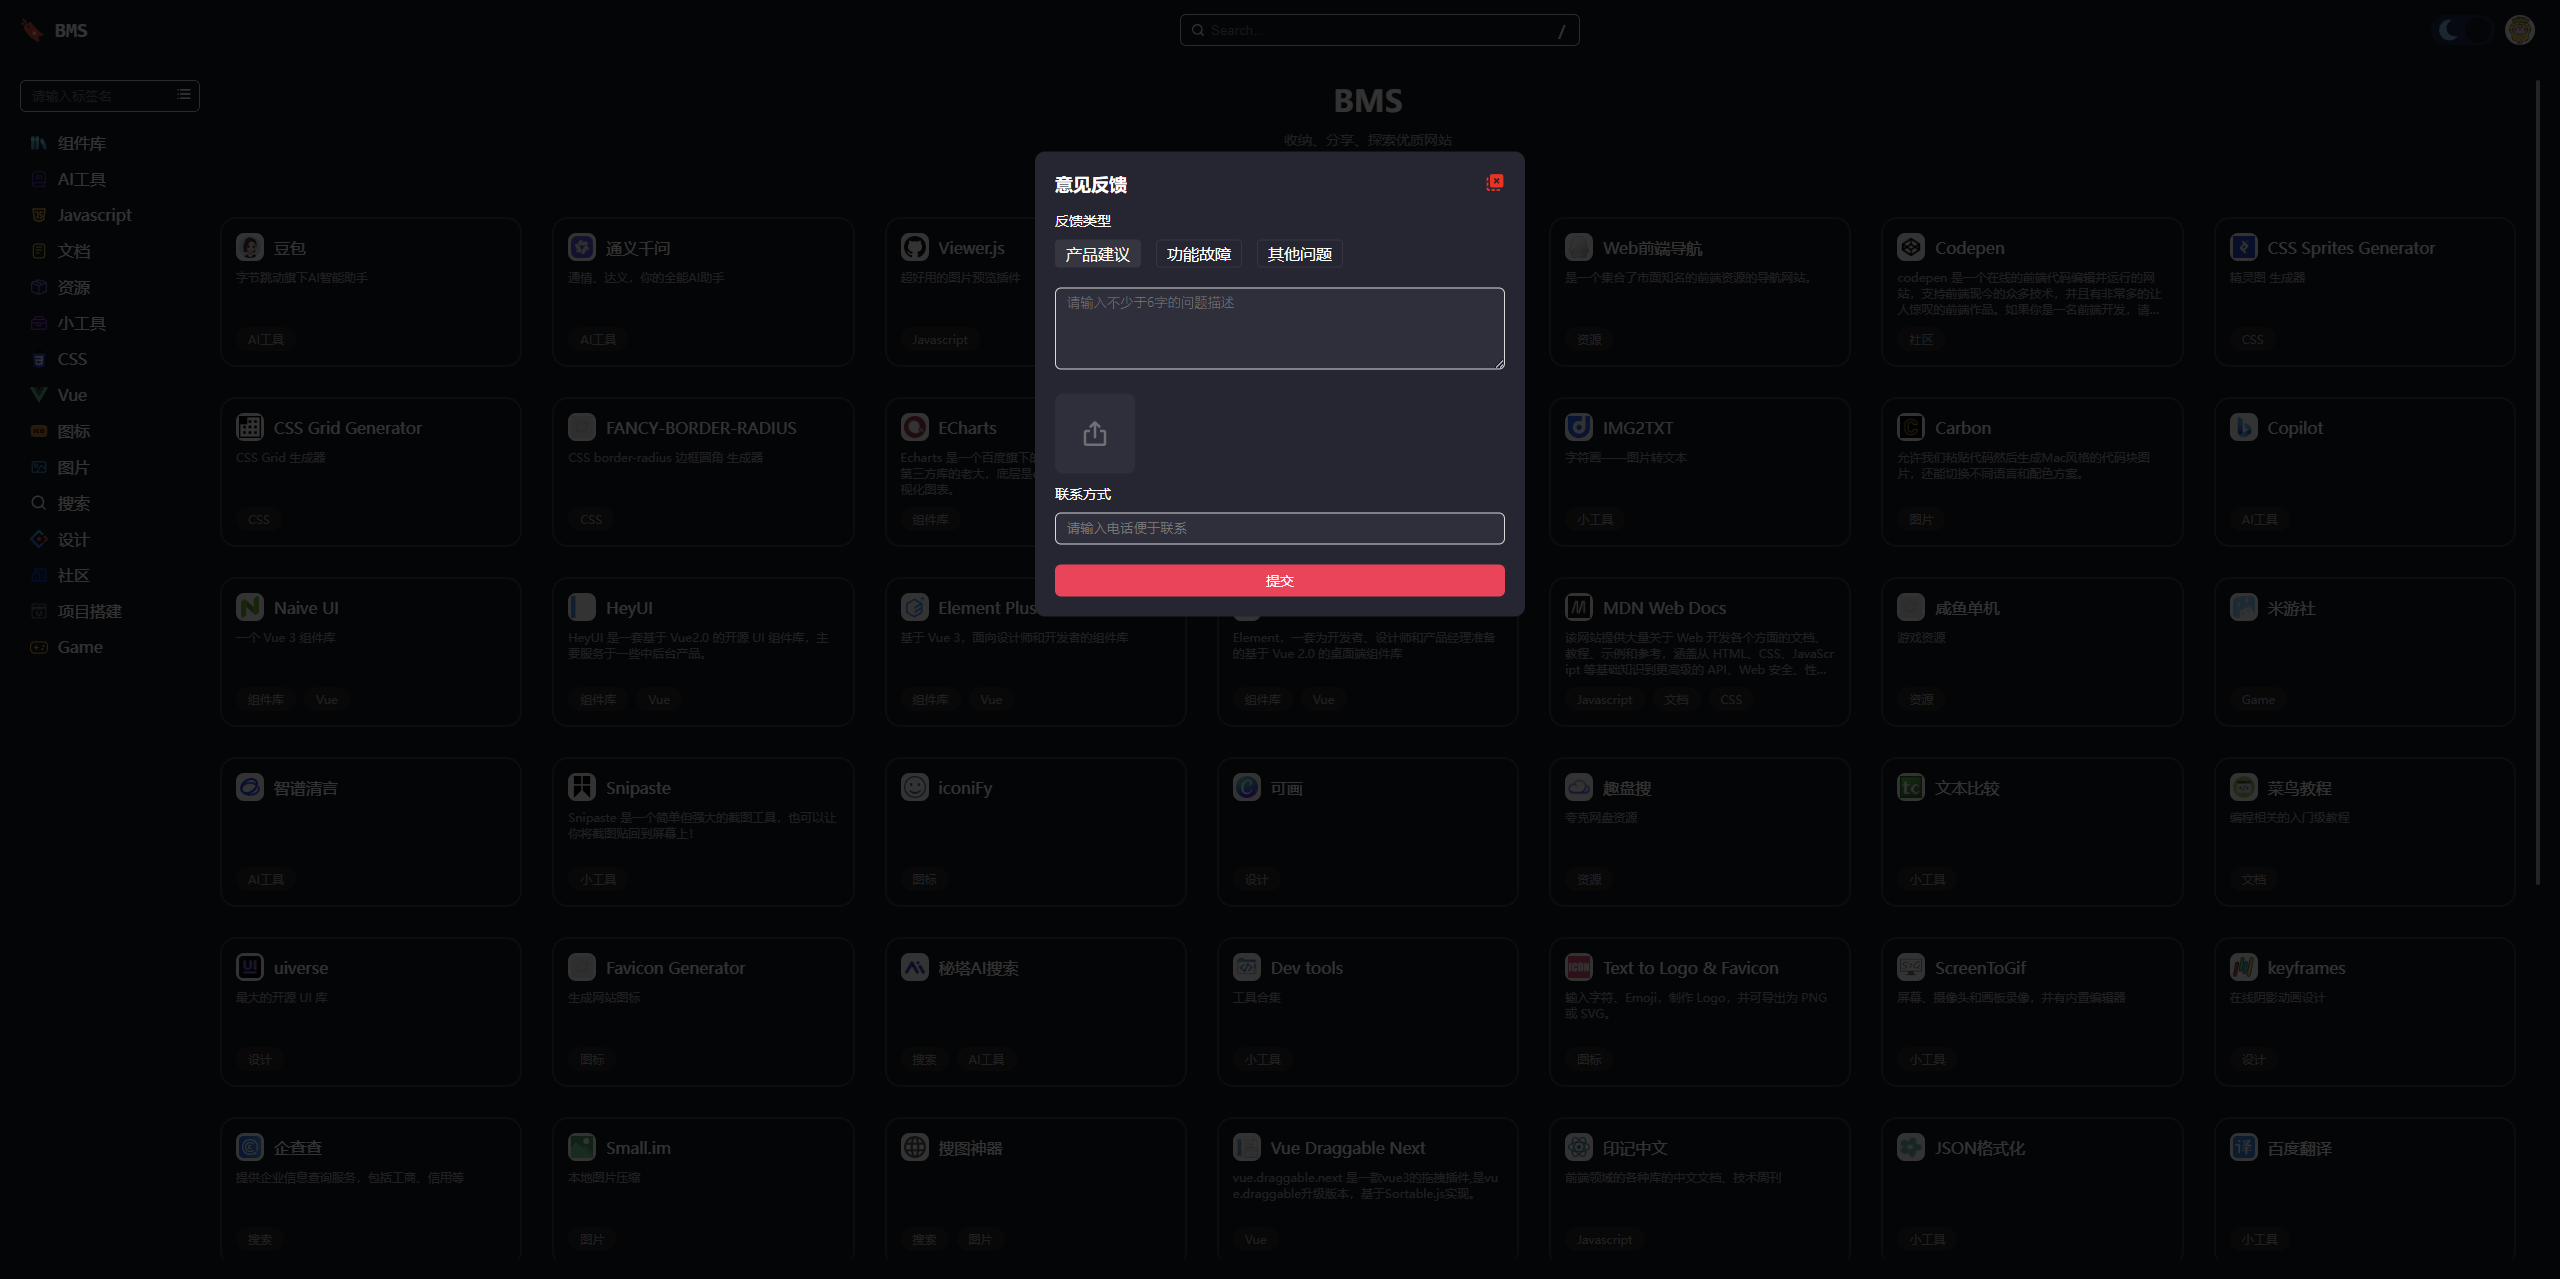 BMS
Search...
/
请输入标签名
组件库
AI工具
Javascript
文档
资源
小工具
CSS
Vue
图标
图片
搜索
设计
社区
项目搭建
Game
BMS
收纳、分享、探索优质网站
意见反馈
反馈类型
产品建议
功能故障
其他问题
请输入不少于6字的问题描述
联系方式
请输入电话便于联系
提交
豆包
字节跳动旗下AI智能助手
AI工具
通义千问
通情、达义，你的全能AI助手
AI工具
Viewer.js
超好用的图片预览插件
Javascript
Web前端导航
是一个集合了市面知名的前端资源的导航网站。
资源
Codepen
codepen 是一个在线的前端代码编辑并运行的网
站，支持前端现今的众多技术，并且有非常多的让
人惊叹的前端作品。如果你是一名前端开发，请...
社区
CSS Sprites Generator
精灵图 生成器
CSS
CSS Grid Generator
CSS Grid 生成器
CSS
FANCY-BORDER-RADIUS
CSS border-radius 边框圆角 生成器
CSS
ECharts
Echarts 是一个百度旗下的
第三方库的老大，底层是
视化图表。
组件库
IMG2TXT
字符画——图片转文本
小工具
Carbon
允许我们粘贴代码然后生成Mac风格的代码块图
片，还能切换不同语言和配色方案。
图片
Copilot
AI工具
Naive UI
一个 Vue 3 组件库
组件库 Vue
HeyUI
HeyUI 是一套基于 Vue2.0 的开源 UI 组件库，主
要服务于一些中后台产品。
组件库 Vue
Element Plus
基于 Vue 3，面向设计师和开发者的组件库
组件库 Vue
Element，一套为开发者、设计师和产品经理准备
的基于 Vue 2.0 的桌面端组件库
组件库 Vue
MDN Web Docs
该网站提供大量关于 Web 开发各个方面的文档、
教程、示例和参考，涵盖从 HTML、CSS、JavaScr
ipt 等基础知识到更高级的 API、Web 安全、性...
Javascript 文档 CSS
咸鱼单机
游戏资源
资源
米游社
Game
智谱清言
AI工具
Snipaste
Snipaste 是一个简单但强大的截图工具，也可以让
你将截图贴回到屏幕上！
小工具
iconiFy
图标
可画
设计
趣盘搜
夸克网盘资源
资源
文本比较
小工具
菜鸟教程
编程相关的入门级教程
文档
uiverse
最大的开源 UI 库
设计
Favicon Generator
生成网站图标
图标
秘塔AI搜索
搜索 AI工具
Dev tools
工具合集
小工具
Text to Logo & Favicon
输入字符、Emoji，制作 Logo，并可导出为 PNG
或 SVG。
图标
ScreenToGif
屏幕、摄像头和画板录像，并有内置编辑器
小工具
keyframes
在线阴影动画设计
设计
企查查
提供企业信息查询服务，包括工商、信用等
搜索
Small.im
本地图片压缩
图片
搜图神器
搜索 图片
Vue Draggable Next
vue.draggable.next 是一款vue3的拖拽插件,是vu
e.draggable升级版本，基于Sortable.js实现。
Vue
印记中文
前端领域的各种库的中文文档、技术周刊
Javascript
JSON格式化
小工具
百度翻译
小工具